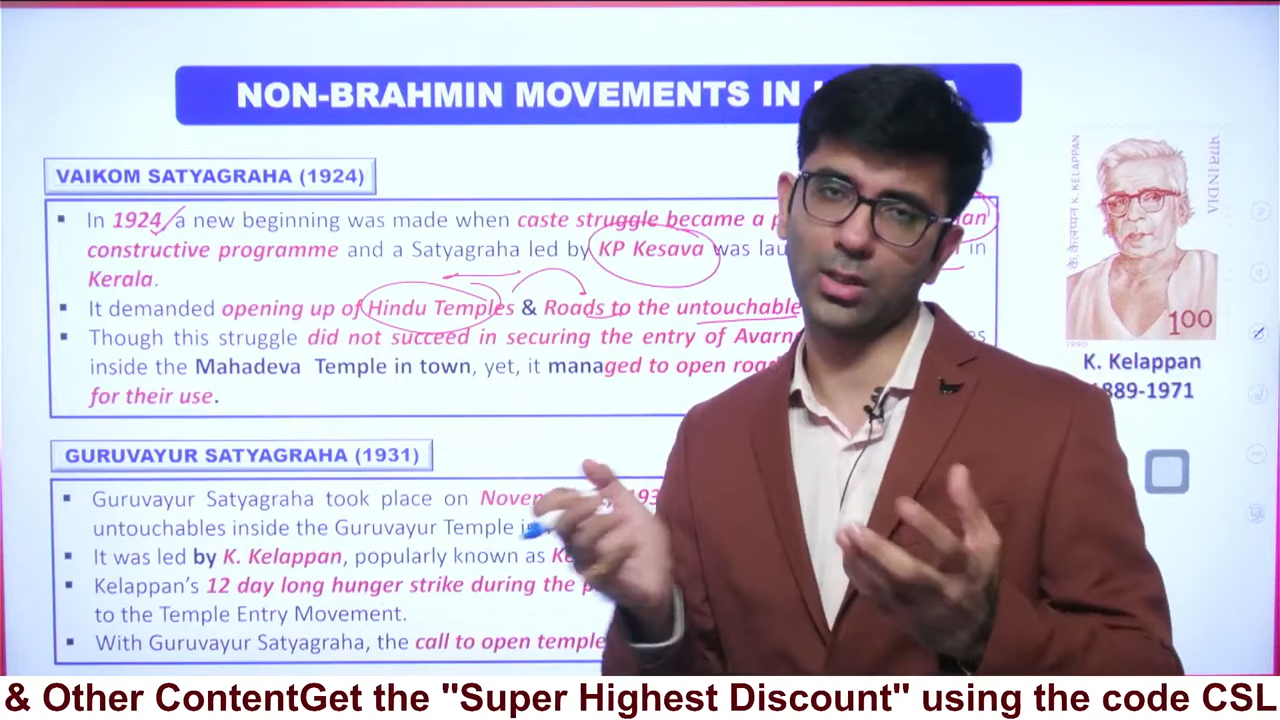 NON-BRAHMIN MOVEMENTS IN
VAIKOM SATYAGRAHA (1924)
▪ In 1924 a new beginning was made when caste struggle became a
constructive programme and a Satyagraha led by KP Kesava was in
Kerala.
▪ It demanded opening up of Hindu Temples & Roads to the untouchable
▪ Though this struggle did not succeed in securing the entry of
inside the Mahadeva Temple in town, yet, it managed to open
for their use.
GURUVAYUR SATYAGRAHA (1931)
▪ Guruvayur Satyagraha took place on
untouchables inside the Guruvayur Temple
▪ It was led by K. Kelappan, popularly known as
▪ Kelappan's 12 day long hunger strike during the
to the Temple Entry Movement.
▪ With Guruvayur Satyagraha, the call to open
K. KELAPPAN
भारत INDIA
100
K. Kelappan
889-1971
& Other ContentGet the "Super Highest Discount" using the code CSL